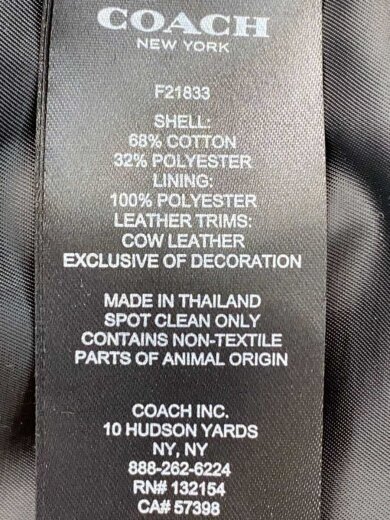 COACH
NEW YORK
F21833
SHELL:
68% COTTON
32% POLYESTER
LINING:
100% POLYESTER
LEATHER TRIMS:
COW LEATHER
EXCLUSIVE OF DECORATION
MADE IN THAILAND
SPOT CLEAN ONLY
CONTAINS NON-TEXTILE
PARTS OF ANIMAL ORIGIN
COACH INC.
10 HUDSON YARDS
NY, NY
888-262-6224
RN# 132154
CA# 57398